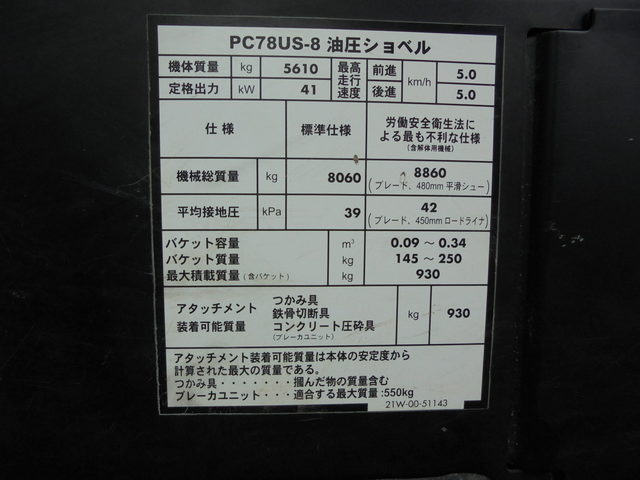 PC78US-8 油圧ショベル
機体質量 kg 5610 最高走行速度 前進 km/h 5.0
定格出力 kW 41 後進 5.0
仕様 標準仕様 労働安全衛生法による最も不利な仕様
(含解体用機械)
機械総質量 kg 8060 8860
(ブレード、480mm 平滑シュー)
平均接地圧 kPa 39 42
(ブレード、450mm ロードライナ)
バケット容量 m³ 0.09 ～ 0.34
バケット質量 kg 145 ～ 250
最大積載質量 (含バケット) kg 930
アタッチメント つかみ具
鉄骨切断具
装着可能質量 コンクリート圧砕具 kg 930
(ブレーカユニット)
アタッチメント装着可能質量は本体の安定度から
計算された最大の質量である。
つかみ具・・・・・・・掴んだ物の質量含む
ブレーカユニット・・・適合する最大質量:550kg
21W-00-51143